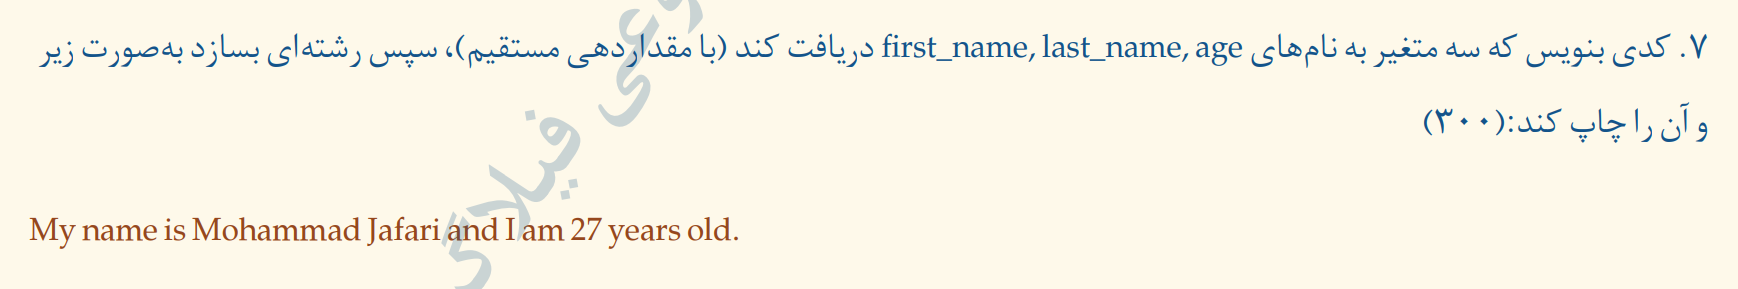 ۷. کدی بنویس که سه متغیر به نام‌های first_name, last_name, age دریافت کند (با مقداردهی مستقیم)، سپس رشته‌ای بسازد به‌صورت زیر
و آن را چاپ کند:(۳۰۰)
My name is Mohammad Jafari and I am 27 years old.